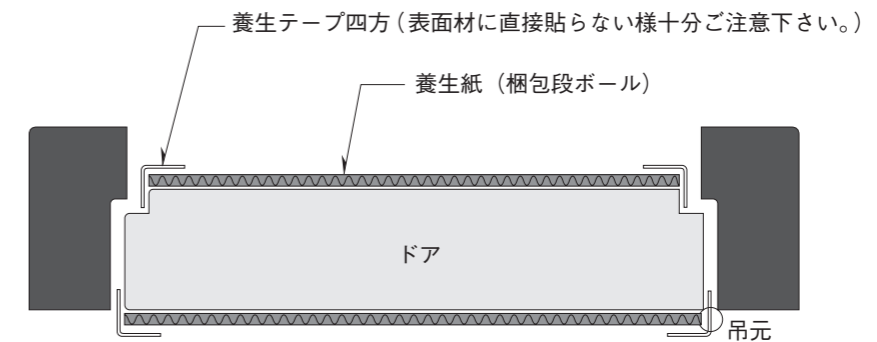 養生テープ四方（表面材に直接貼らない様十分ご注意下さい。）
養生紙（梱包段ボール）
ドア
吊元